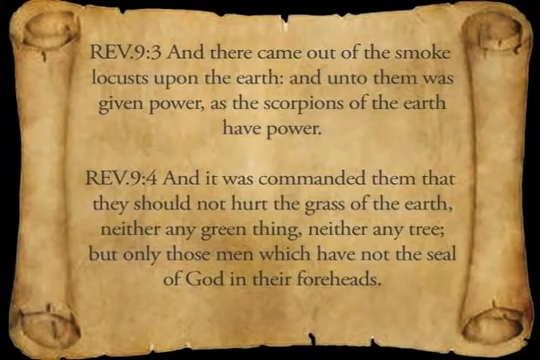 REV.9:3 And there came out of the smoke
locusts upon the earth: and unto them was
given power, as the scorpions of the earth
have power.
REV.9:4 And it was commanded them that
they should not hurt the grass of the earth,
neither any green thing, neither any tree;
but only those men which have not the seal
of God in their foreheads.